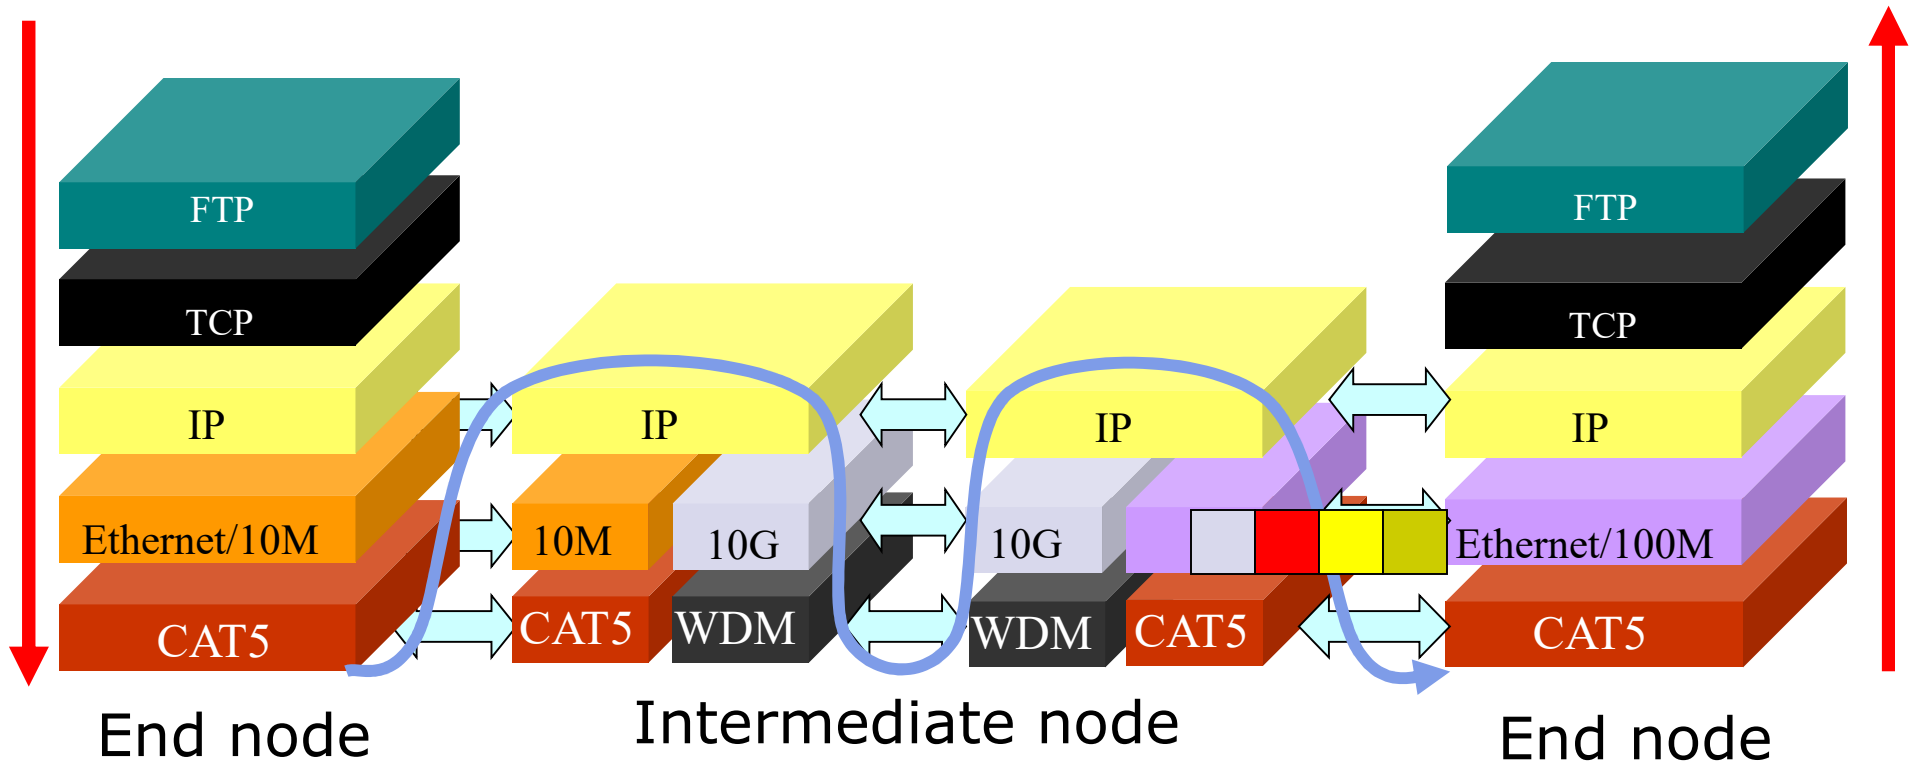 FTP
FTP
TCP
TCP
IP
IP
IP
IP
Ethernet/10M
10M
10G
10G
Ethernet/100M
CAT5
CAT5
WDM
WDM
CAT5
CAT5
End node
Intermediate node
End node